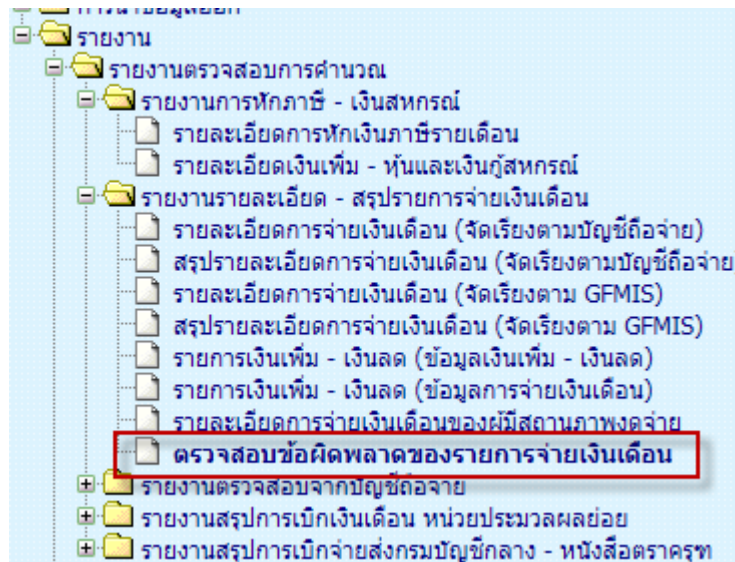 การนำข้อมูลออก
รายงาน
รายงานตรวจสอบการคำนวณ
รายงานการหักภาษี - เงินสหกรณ์
รายละเอียดการหักเงินภาษีรายเดือน
รายละเอียดเงินเพิ่ม - หุ้นและเงินกู้สหกรณ์
รายงานรายละเอียด - สรุปรายการจ่ายเงินเดือน
รายละเอียดการจ่ายเงินเดือน (จัดเรียงตามบัญชีถือจ่าย)
สรุปรายละเอียดการจ่ายเงินเดือน (จัดเรียงตามบัญชีถือจ่าย
รายละเอียดการจ่ายเงินเดือน (จัดเรียงตาม GFMIS)
สรุปรายละเอียดการจ่ายเงินเดือน (จัดเรียงตาม GFMIS)
รายการเงินเพิ่ม - เงินลด (ข้อมูลเงินเพิ่ม - เงินลด)
รายการเงินเพิ่ม - เงินลด (ข้อมูลการจ่ายเงินเดือน)
รายละเอียดการจ่ายเงินเดือนของผู้มีสถานภาพงดจ่าย
ตรวจสอบข้อผิดพลาดของรายการจ่ายเงินเดือน
รายงานตรวจสอบจากบัญชีถือจ่าย
รายงานสรุปการเบิกเงินเดือน หน่วยประมวลผลย่อย
รายงานสรุปการเบิกจ่ายส่งกรมบัญชีกลาง - หนังสือตราครุฑ